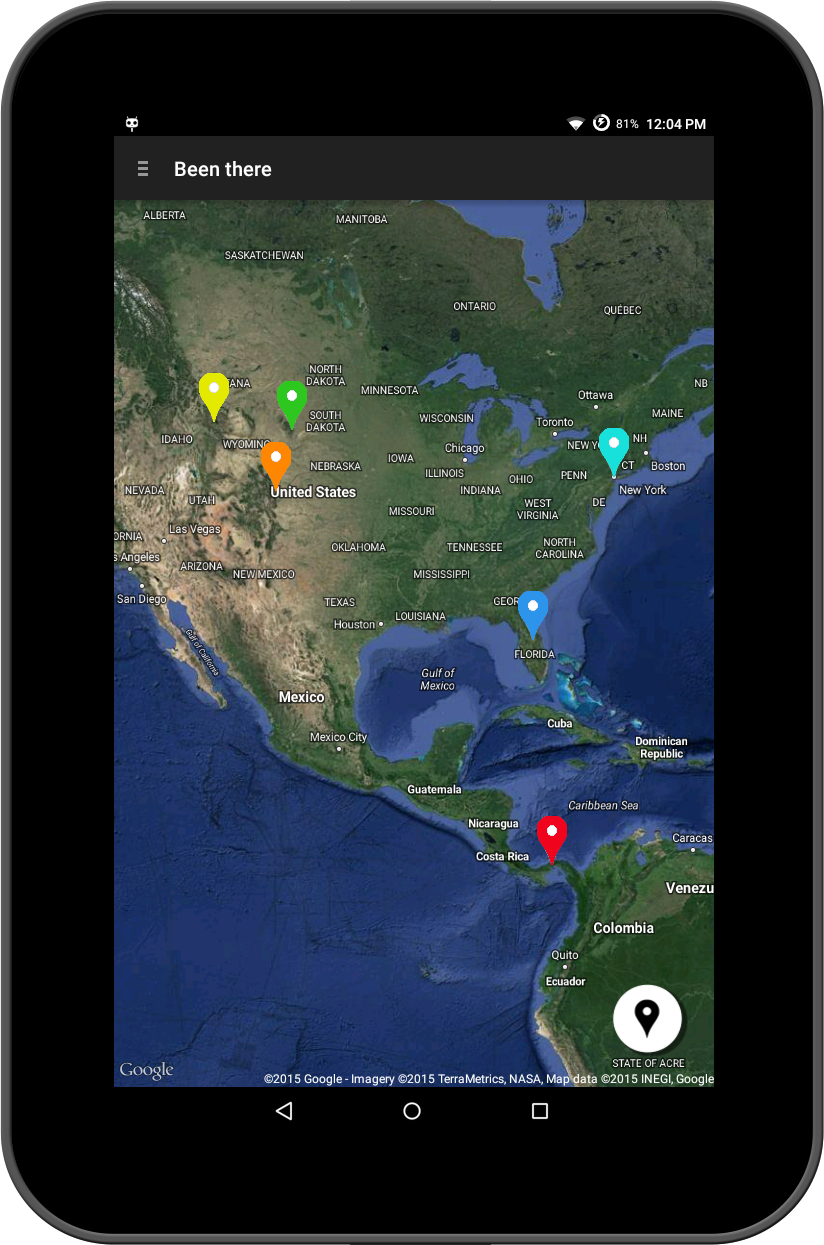 81% 12:04 PM
Been there
ALBERTA
MANITOBA
SASKATCHEWAN
ONTARIO
QUÉBEC
NORTH
DAKOTA
ANA
MINNESOTA
NB
Ottawa
SOUTH
DAKOTA
WISCONSIN
MAINE
Toronto
IDAHO
WYOMING
Chicago
NEW YO
NH
NEBRASKA
IOWA
CT
Boston
ILLINOIS
OHIO
PENN
NEVADA
United States
INDIANA
New York
UTAH
MISSOURI
WEST
VIRGINIA
DE
Las Vegas
ORNIA
OKLAHOMA
TENNESSEE
NORTH
CAROLINA
s Angeles
ARIZONA
NEW MEXICO
MISSISSIPPI
San Diego
TEXAS
GEOR
LOUISIANA
Houston
Gulf of California
FLORIDA
Gulf of
Mexico
Mexico
Cuba
Mexico City
Dominican
Republic
Guatemala
Caribbean Sea
Nicaragua
Caracas
Costa Rica
Venezu
Colombia
Quito
Ecuador
STATE OF ACRE
Google
©2015 Google - Imagery ©2015 TerraMetrics, NASA, Map data ©2015 INEGI, Google